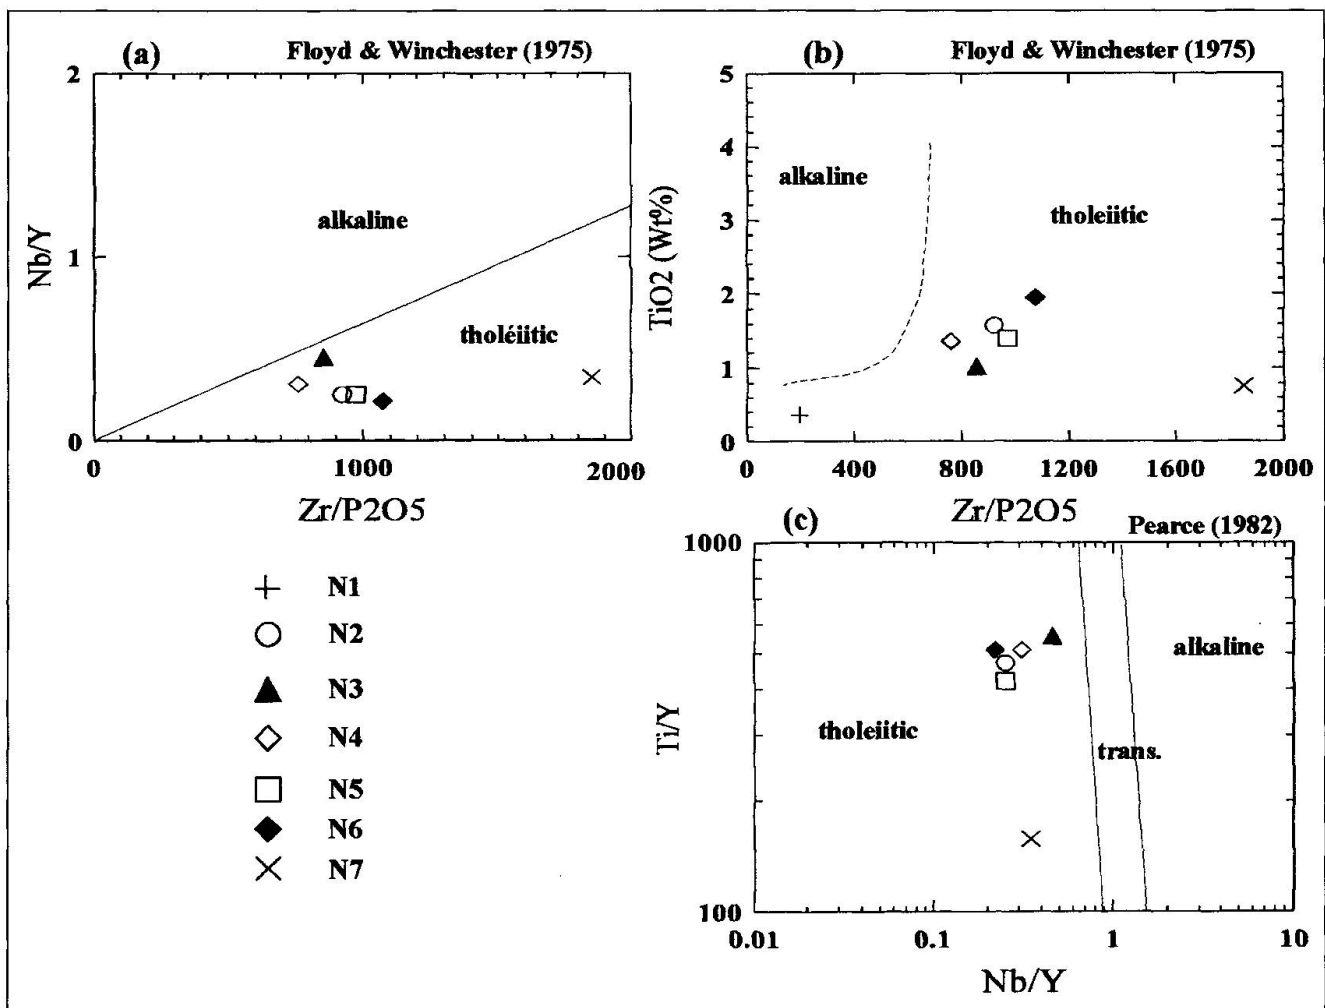 (a) Floyd & Winchester (1975)
2
alkaline
Nb/Y
1
tholéiitic
0
0 1000 2000
Zr/P2O5
(b) Floyd & Winchester (1975)
5
4
alkaline
tholeiitic
3
TiO2 (Wt%)
2
1
0
0 400 800 1200 1600 2000
Zr/P2O5
(c) Pearce (1982)
1000
alkaline
Ti/Y
tholeiitic
trans.
100
0.01 0.1 1 10
Nb/Y
N1
N2
N3
N4
N5
N6
N7